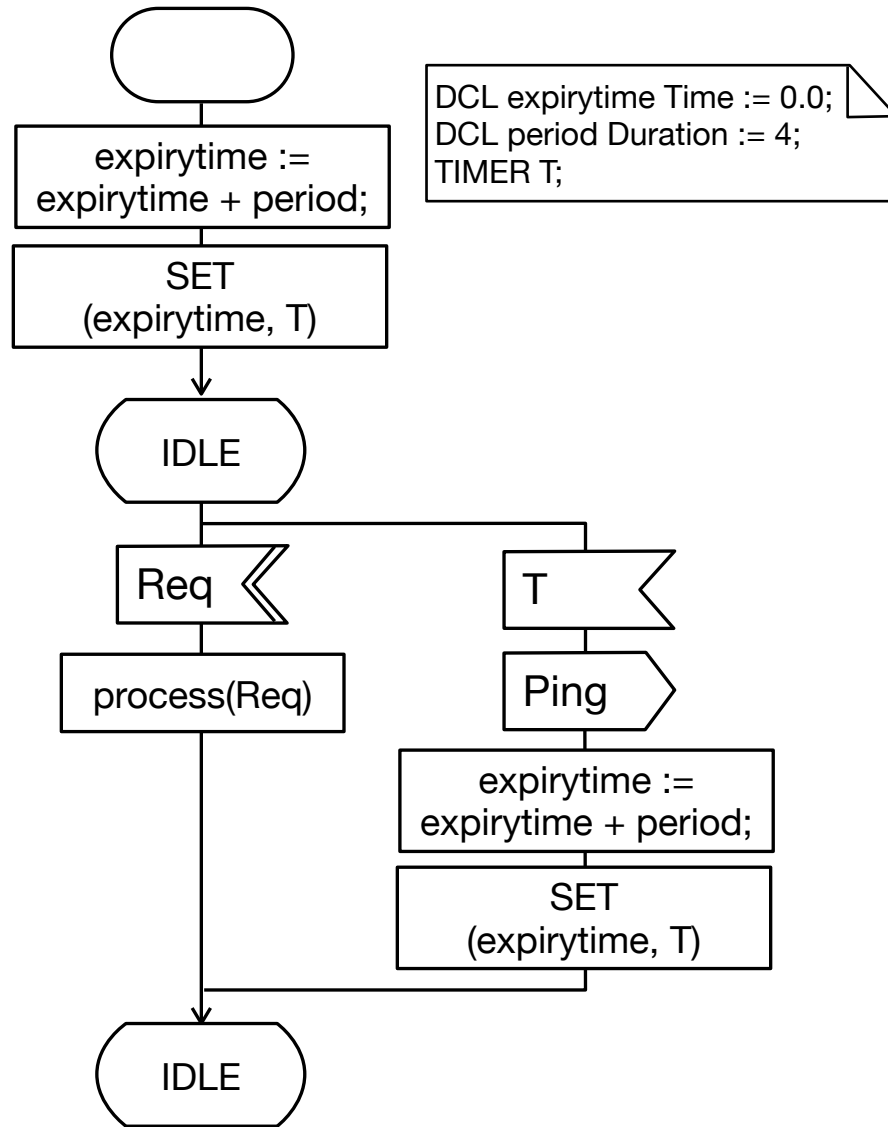 DCL expirytime Time := 0.0;
DCL period Duration := 4;
TIMER T;
expirytime :=
expirytime + period;
SET
(expirytime, T)
IDLE
Req
process(Req)
T
Ping
expirytime :=
expirytime + period;
SET
(expirytime, T)
IDLE